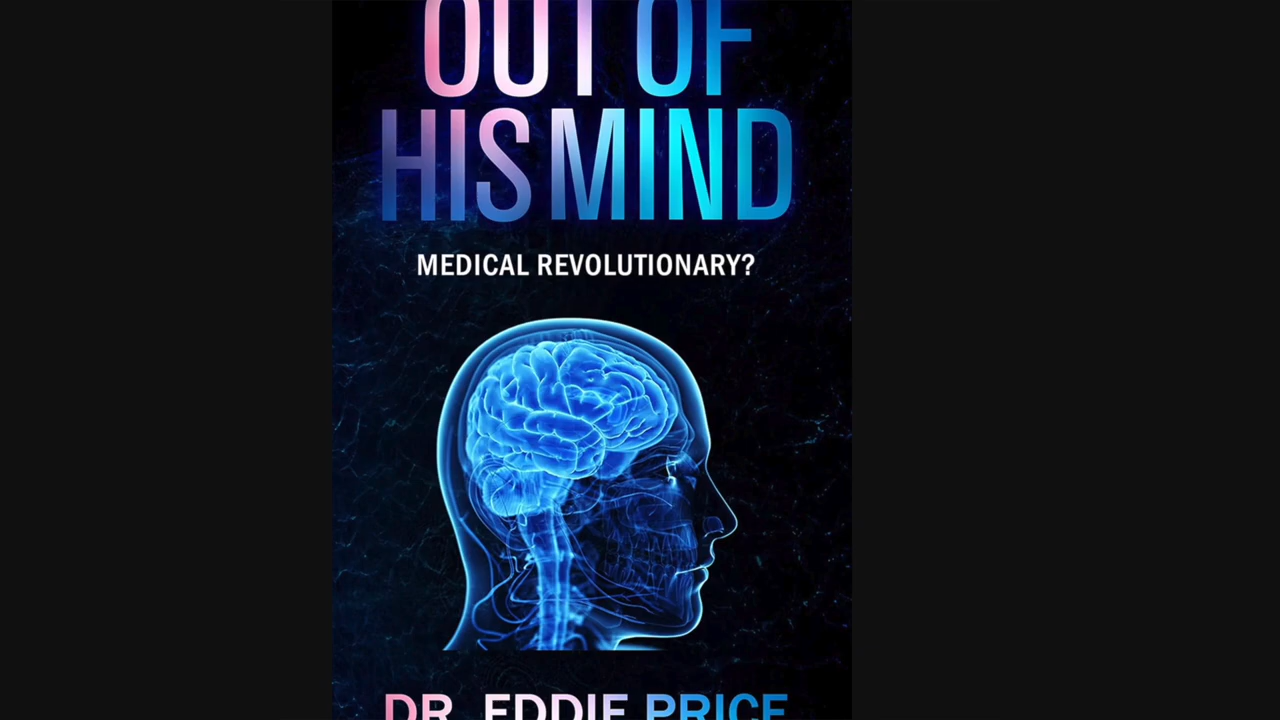 OUT OF
HIS MIND
MEDICAL REVOLUTIONARY?
DR. EDDIE PRICE